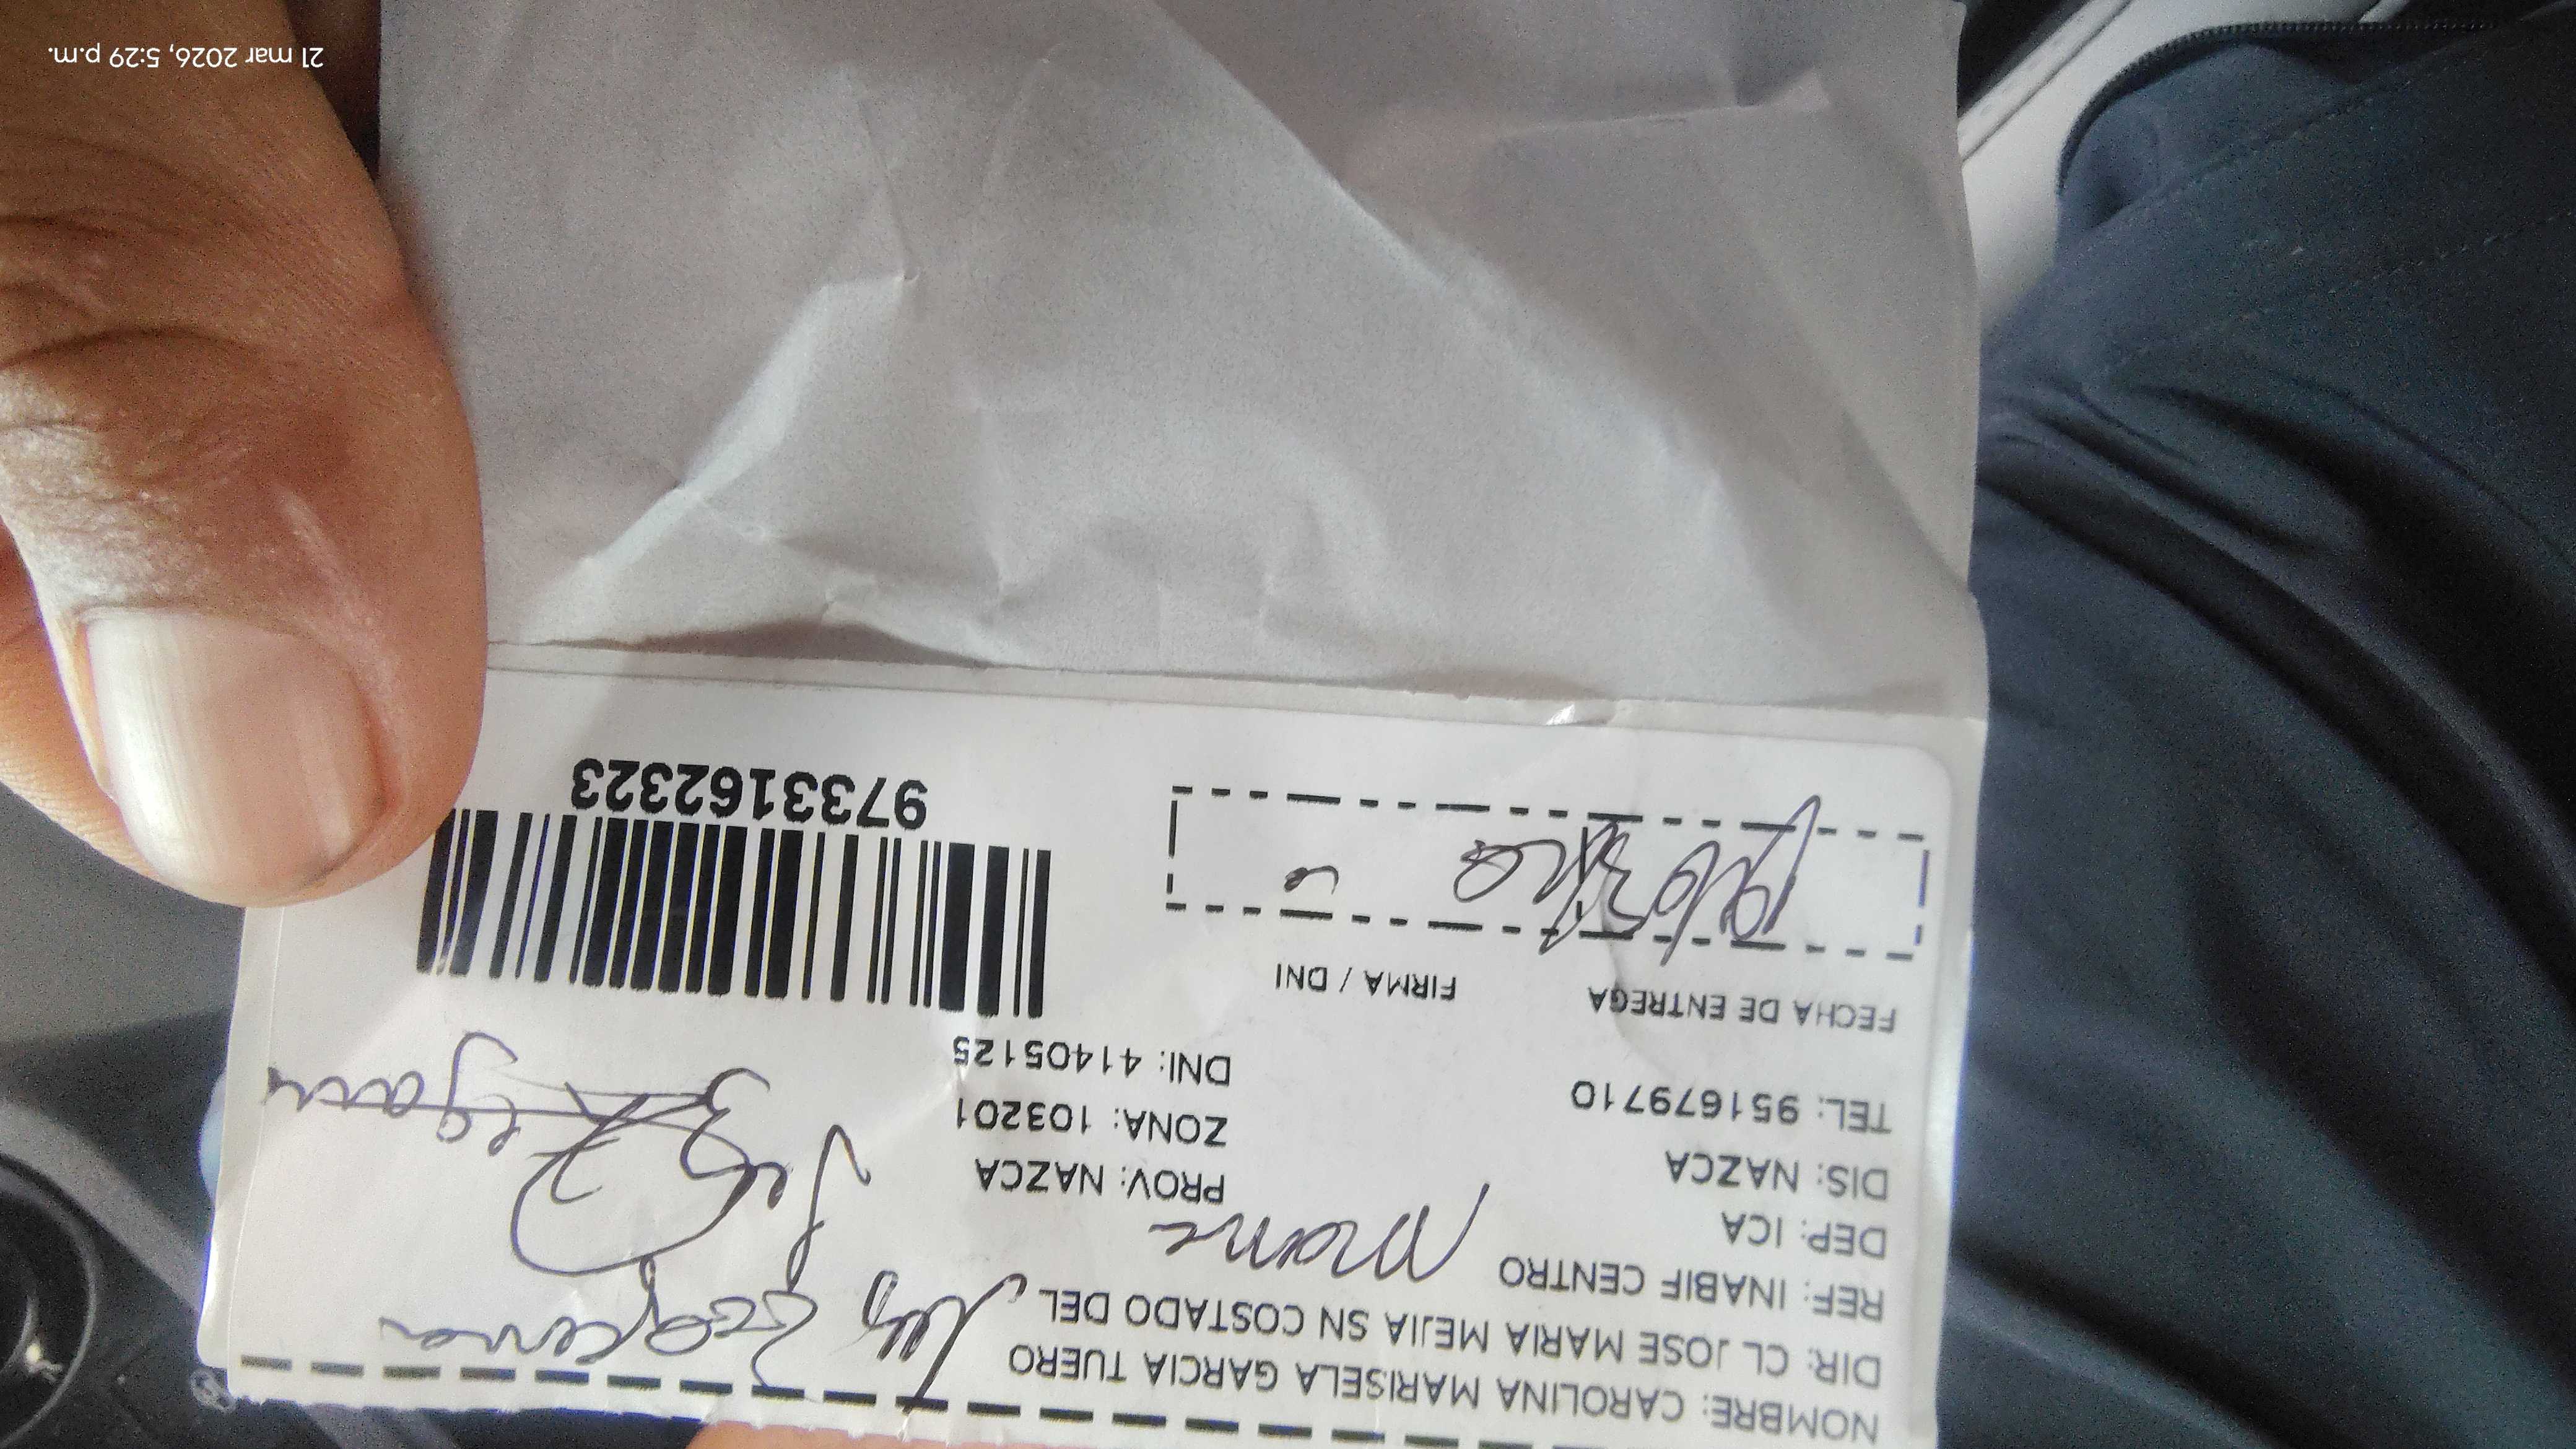 NOMBRE: CAROLINA MARISELA GARCIA TUERO
DIR: CL JOSE MARIA MEJIA SN COSTADO DEL
REF: INABIF CENTRO
DEP: ICA
DIS: NAZCA
PROV: NAZCA
ZONA: 103201
TEL: 951679710
DNI: 41405125
FECHA DE ENTREGA
FIRMA / DNI
9733162323
21 mar 2026, 5:29 p.m.